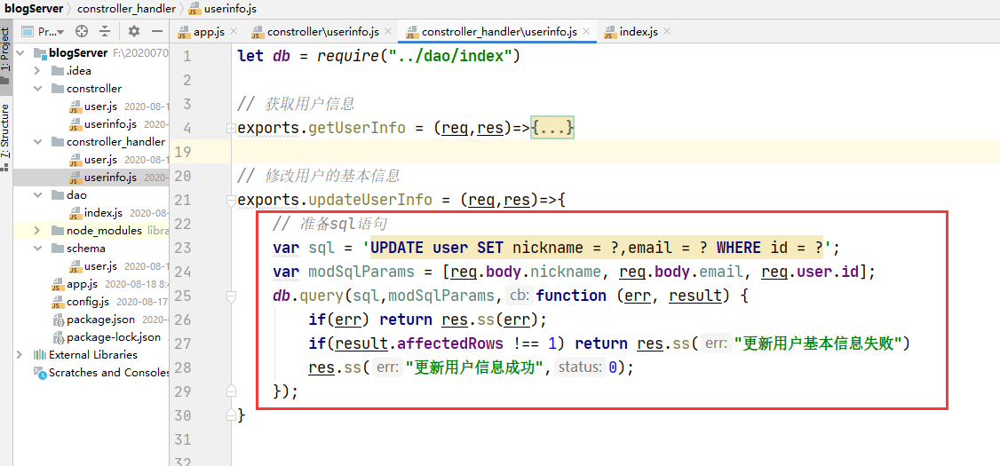 blogServer constroller_handler userinfo.js
Pr... app.js constroller\userinfo.js constroller_handler\userinfo.js index.js
1: Project
7: Structure
blogServer F:\2020070
.idea
constroller
user.js 2020-08-1
userinfo.js 2020-
constroller_handler
user.js 2020-08-1
userinfo.js 2020-
dao
index.js 2020-08-
node_modules libra
schema
user.js 2020-08-1
app.js 2020-08-18 8:4
config.js 2020-08-17
package.json 2020-0
package-lock.json
External Libraries
Scratches and Consoles
1 let db = require("../dao/index")
2
3 // 获取用户信息
4 exports.getUserInfo = (req,res)=>{...}
19
20 // 修改用户的基本信息
21 exports.updateUserInfo = (req,res)=>{
22 // 准备sql语句
23 var sql = 'UPDATE user SET nickname = ?,email = ? WHERE id = ?';
24 var modSqlParams = [req.body.nickname, req.body.email, req.user.id];
25 db.query(sql,modSqlParams, cb: function (err, result) {
26 if(err) return res.ss(err);
27 if(result.affectedRows !== 1) return res.ss( err: "更新用户基本信息失败")
28 res.ss( err: "更新用户信息成功", status: 0);
29 });
30 }
31
32